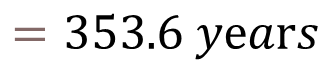 = 353.6 years